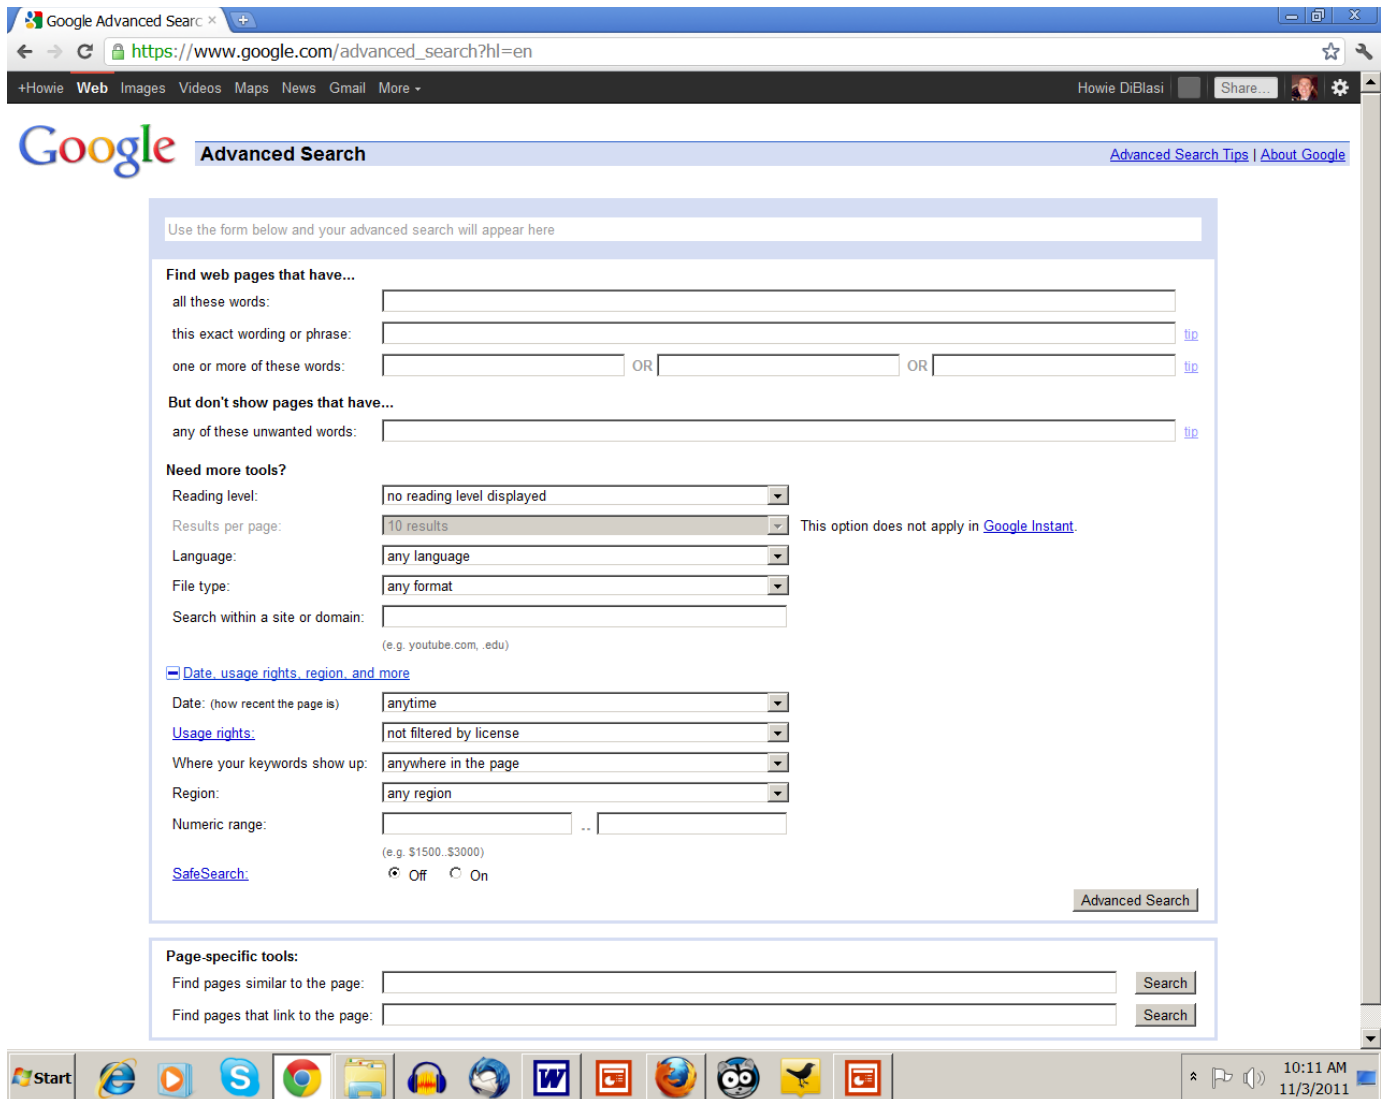 Google Advanced Searc ×
https://www.google.com/advanced_search?hl=en
+Howie Web Images Videos Maps News Gmail More Howie DiBlasi Share...
Google Advanced Search Advanced Search Tips | About Google
Use the form below and your advanced search will appear here
Find web pages that have...
all these words:
this exact wording or phrase: tip
one or more of these words: OR OR tip
But don't show pages that have...
any of these unwanted words: tip
Need more tools?
Reading level: no reading level displayed
Results per page: 10 results This option does not apply in Google Instant.
Language: any language
File type: any format
Search within a site or domain:
(e.g. youtube.com, .edu)
Date, usage rights, region, and more
Date: (how recent the page is) anytime
Usage rights: not filtered by license
Where your keywords show up: anywhere in the page
Region: any region
Numeric range: ..
(e.g. $1500..$3000)
SafeSearch: Off On
Advanced Search
Page-specific tools:
Find pages similar to the page: Search
Find pages that link to the page: Search
Start 10:11 AM
11/3/2011